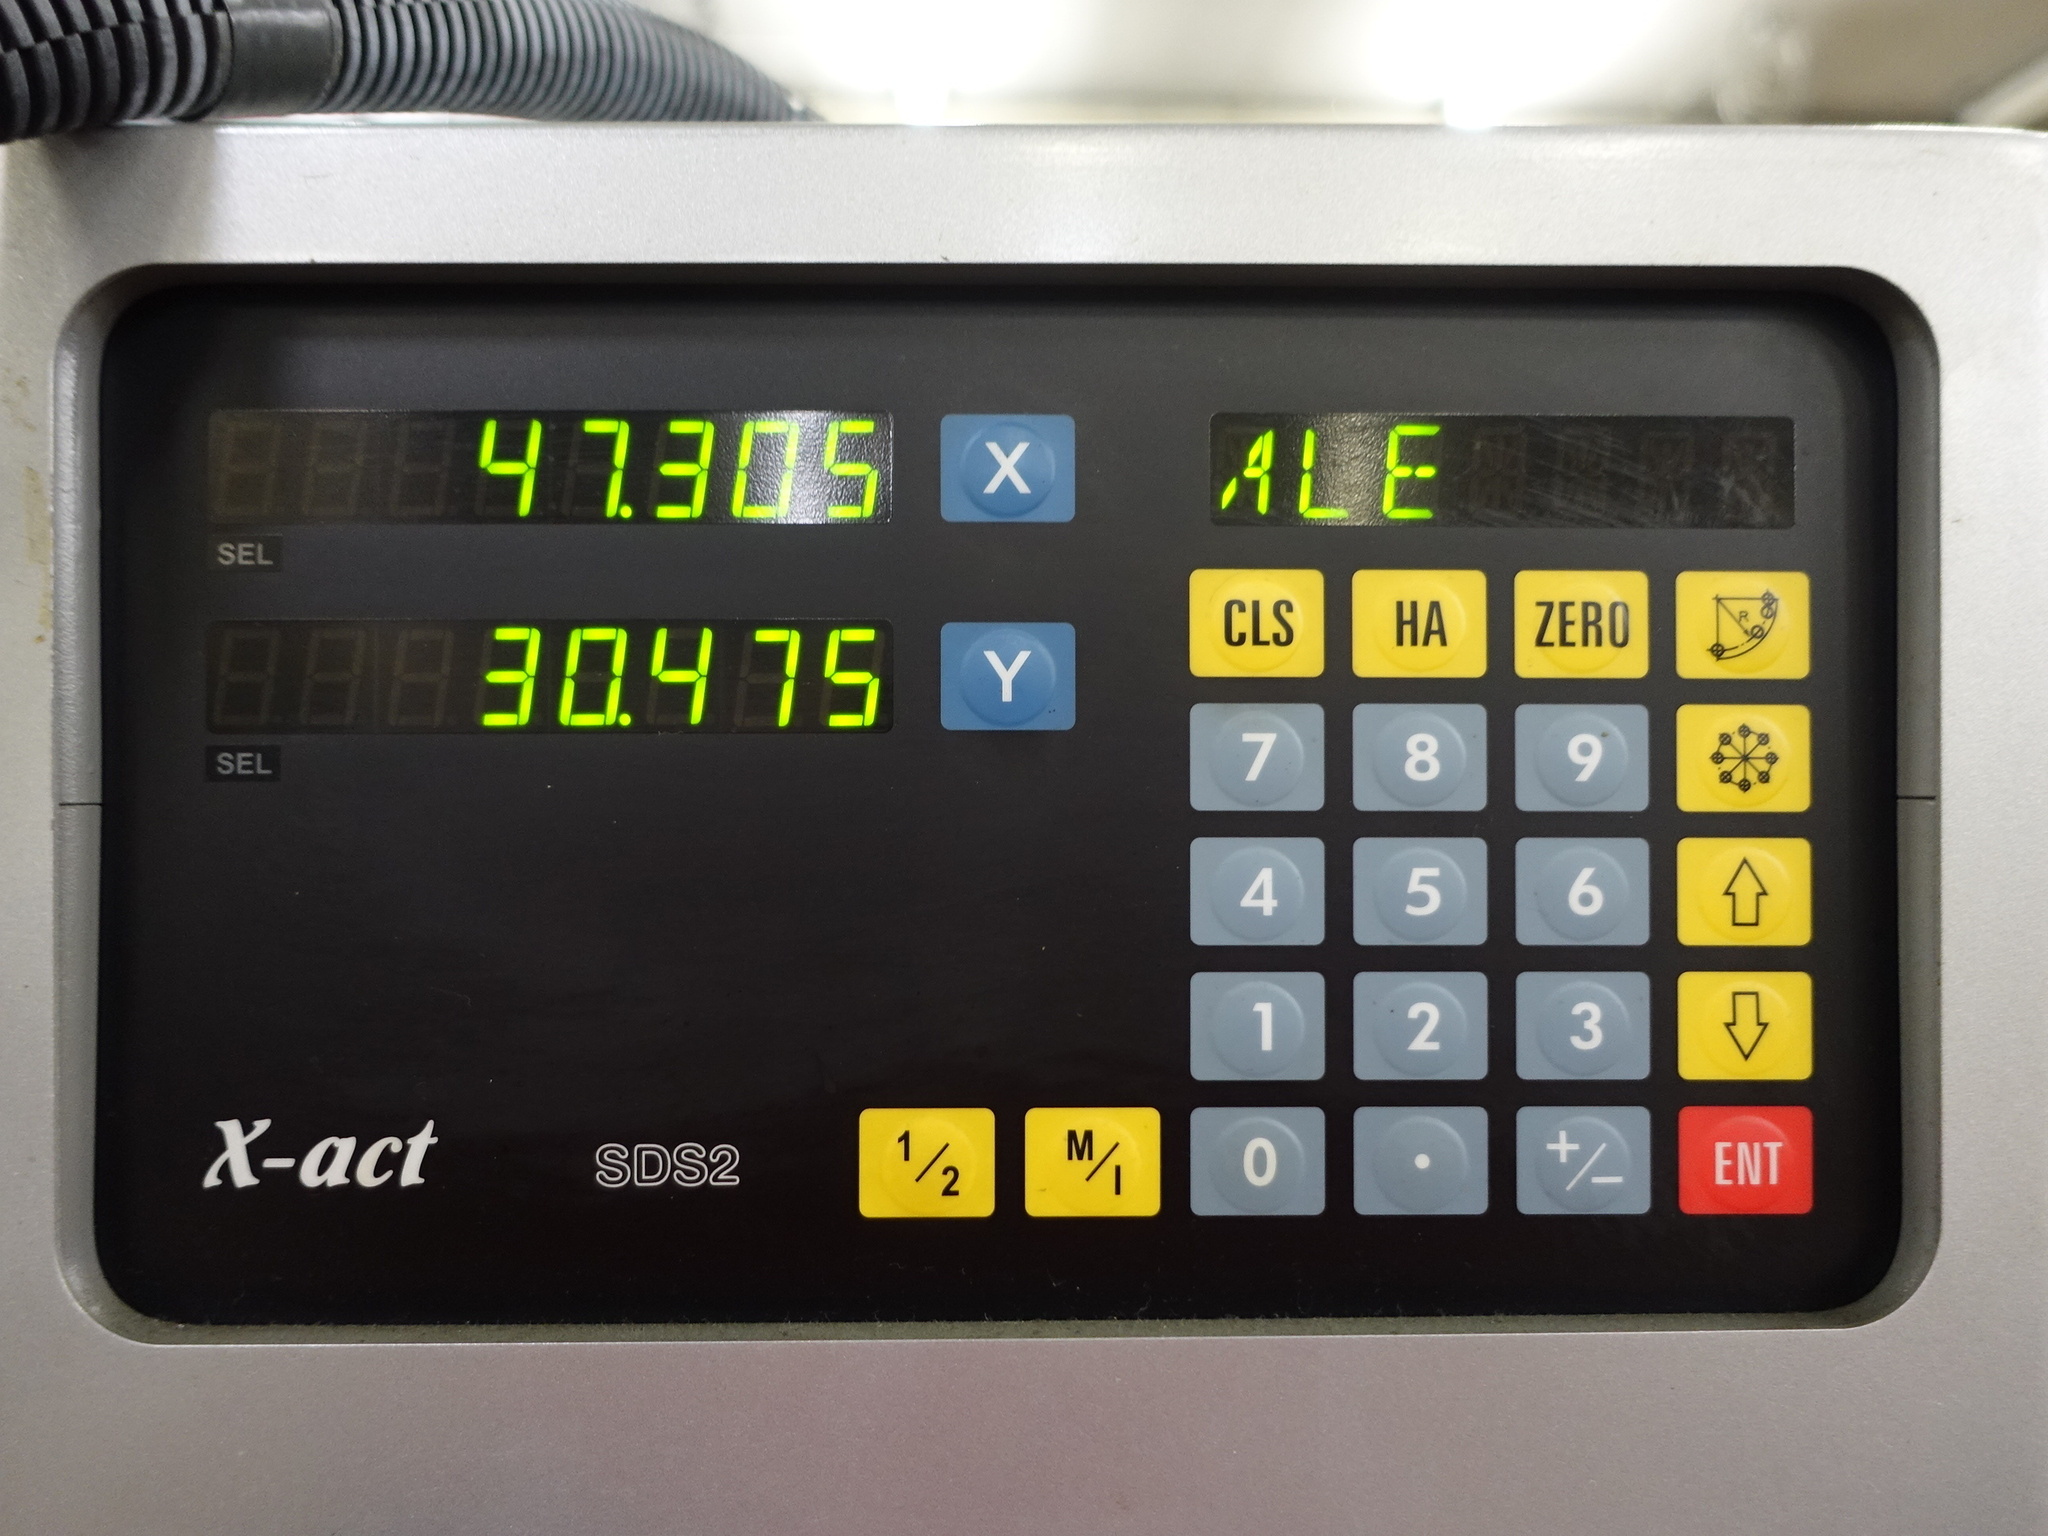 47.305 X ALE
SEL
CLS HA ZERO R
30.475 Y
SEL
7 8 9
4 5 6
1 2 3
X-act SDS2 1/2 M/I 0 . +/- ENT